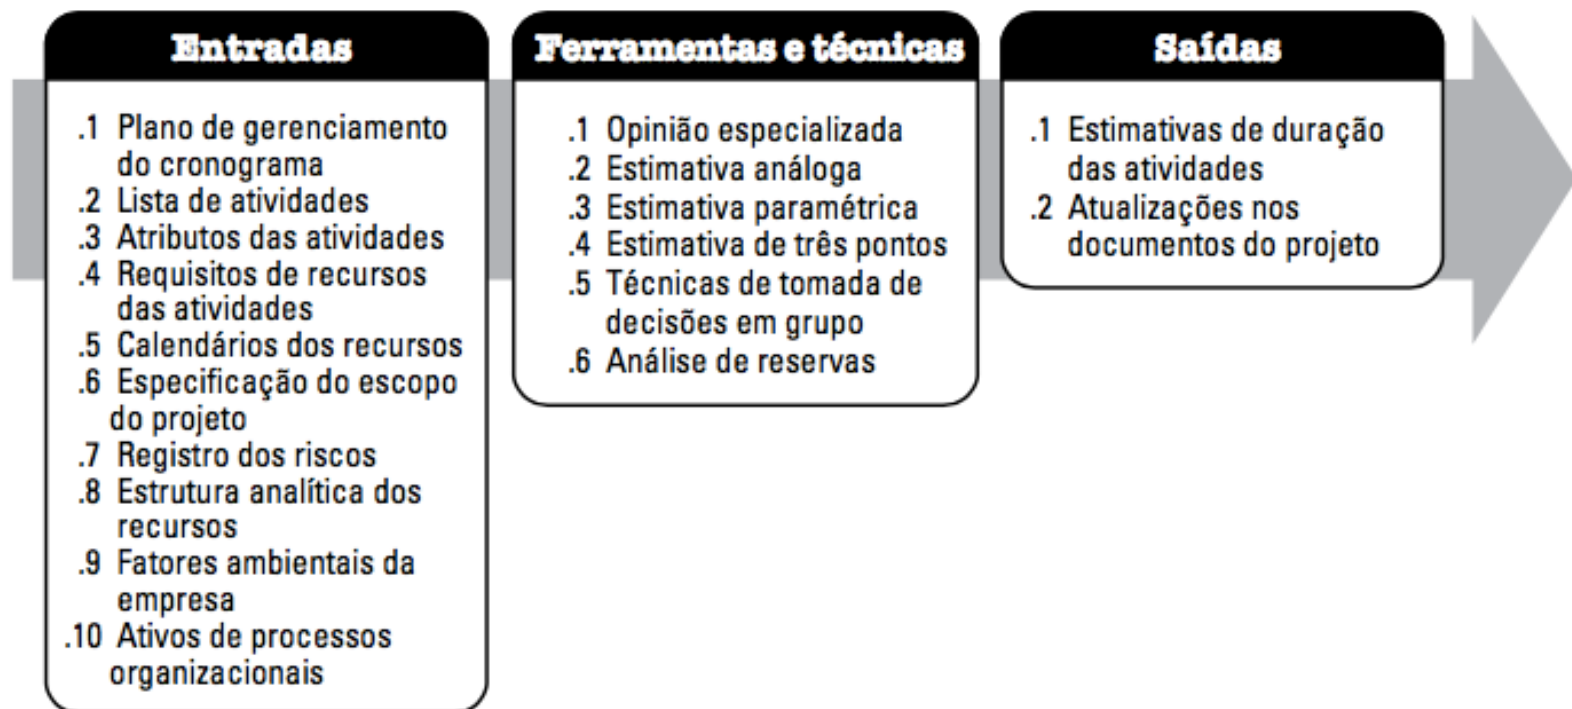 Entradas
.1 Plano de gerenciamento
do cronograma
.2 Lista de atividades
.3 Atributos das atividades
.4 Requisitos de recursos
das atividades
.5 Calendários dos recursos
.6 Especificação do escopo
do projeto
.7 Registro dos riscos
.8 Estrutura analítica dos
recursos
.9 Fatores ambientais da
empresa
.10 Ativos de processos
organizacionais
Ferramentas e técnicas
.1 Opinião especializada
.2 Estimativa análoga
.3 Estimativa paramétrica
.4 Estimativa de três pontos
.5 Técnicas de tomada de
decisões em grupo
.6 Análise de reservas
Saídas
.1 Estimativas de duração
das atividades
.2 Atualizações nos
documentos do projeto